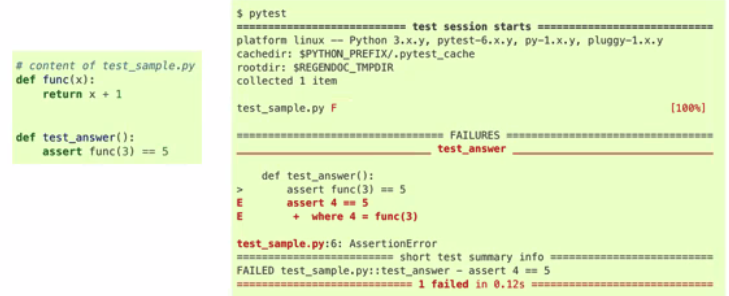 # content of test_sample.py
def func(x):
    return x + 1
def test_answer():
    assert func(3) == 5
$ pytest
=========================== test session starts ============================
platform linux -- Python 3.x.y, pytest-6.x.y, py-1.x.y, pluggy-1.x.y
cachedir: $PYTHON_PREFIX/.pytest_cache
rootdir: $REGENDOC_TMPDIR
collected 1 item
test_sample.py F                                                     [100%]
================================= FAILURES =================================
_______________________________ test_answer ________________________________
    def test_answer():
>       assert func(3) == 5
E       assert 4 == 5
E        +  where 4 = func(3)
test_sample.py:6: AssertionError
========================= short test summary info ==========================
FAILED test_sample.py::test_answer - assert 4 == 5
============================ 1 failed in 0.12s =============================